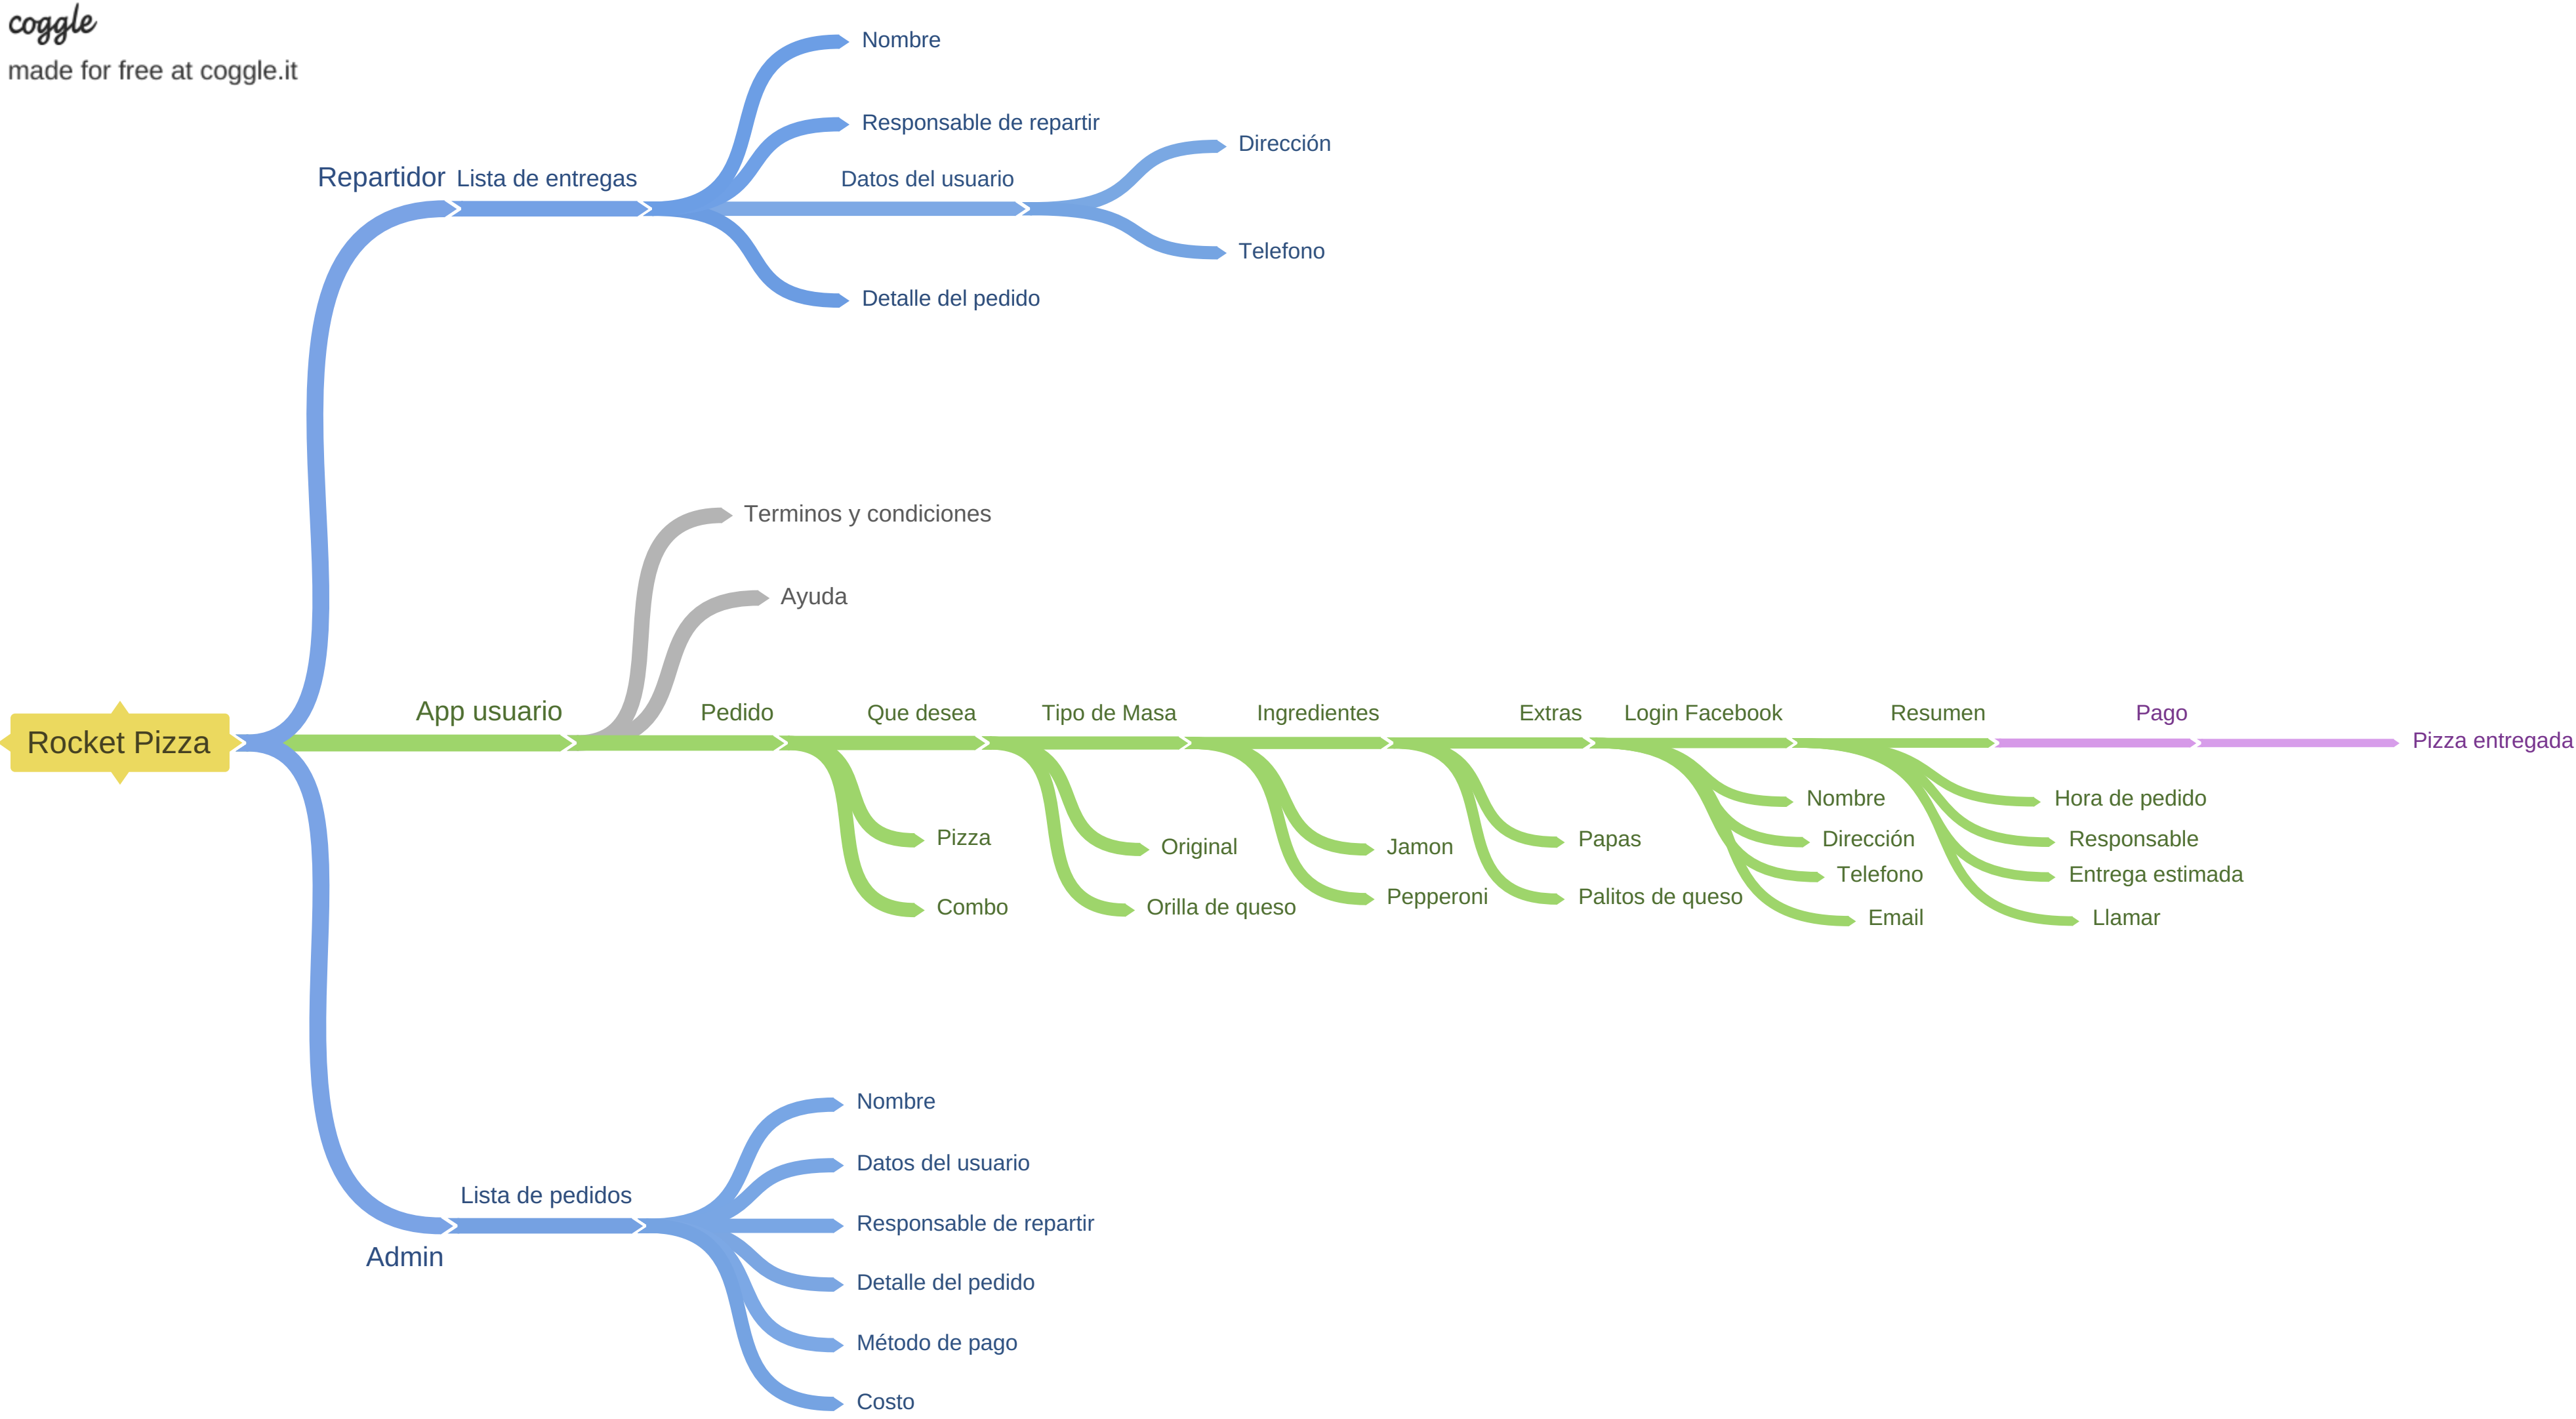 coggle
made for free at coggle.it
Nombre
Responsable de repartir
Dirección
Repartidor
Lista de entregas
Datos del usuario
Telefono
Detalle del pedido
Terminos y condiciones
Ayuda
Rocket Pizza
App usuario
Pedido
Que desea
Tipo de Masa
Ingredientes
Extras
Login Facebook
Resumen
Pago
Pizza entregada
Pizza
Combo
Original
Orilla de queso
Jamon
Pepperoni
Papas
Palitos de queso
Nombre
Dirección
Telefono
Email
Hora de pedido
Responsable
Entrega estimada
Llamar
Nombre
Datos del usuario
Lista de pedidos
Responsable de repartir
Admin
Detalle del pedido
Método de pago
Costo